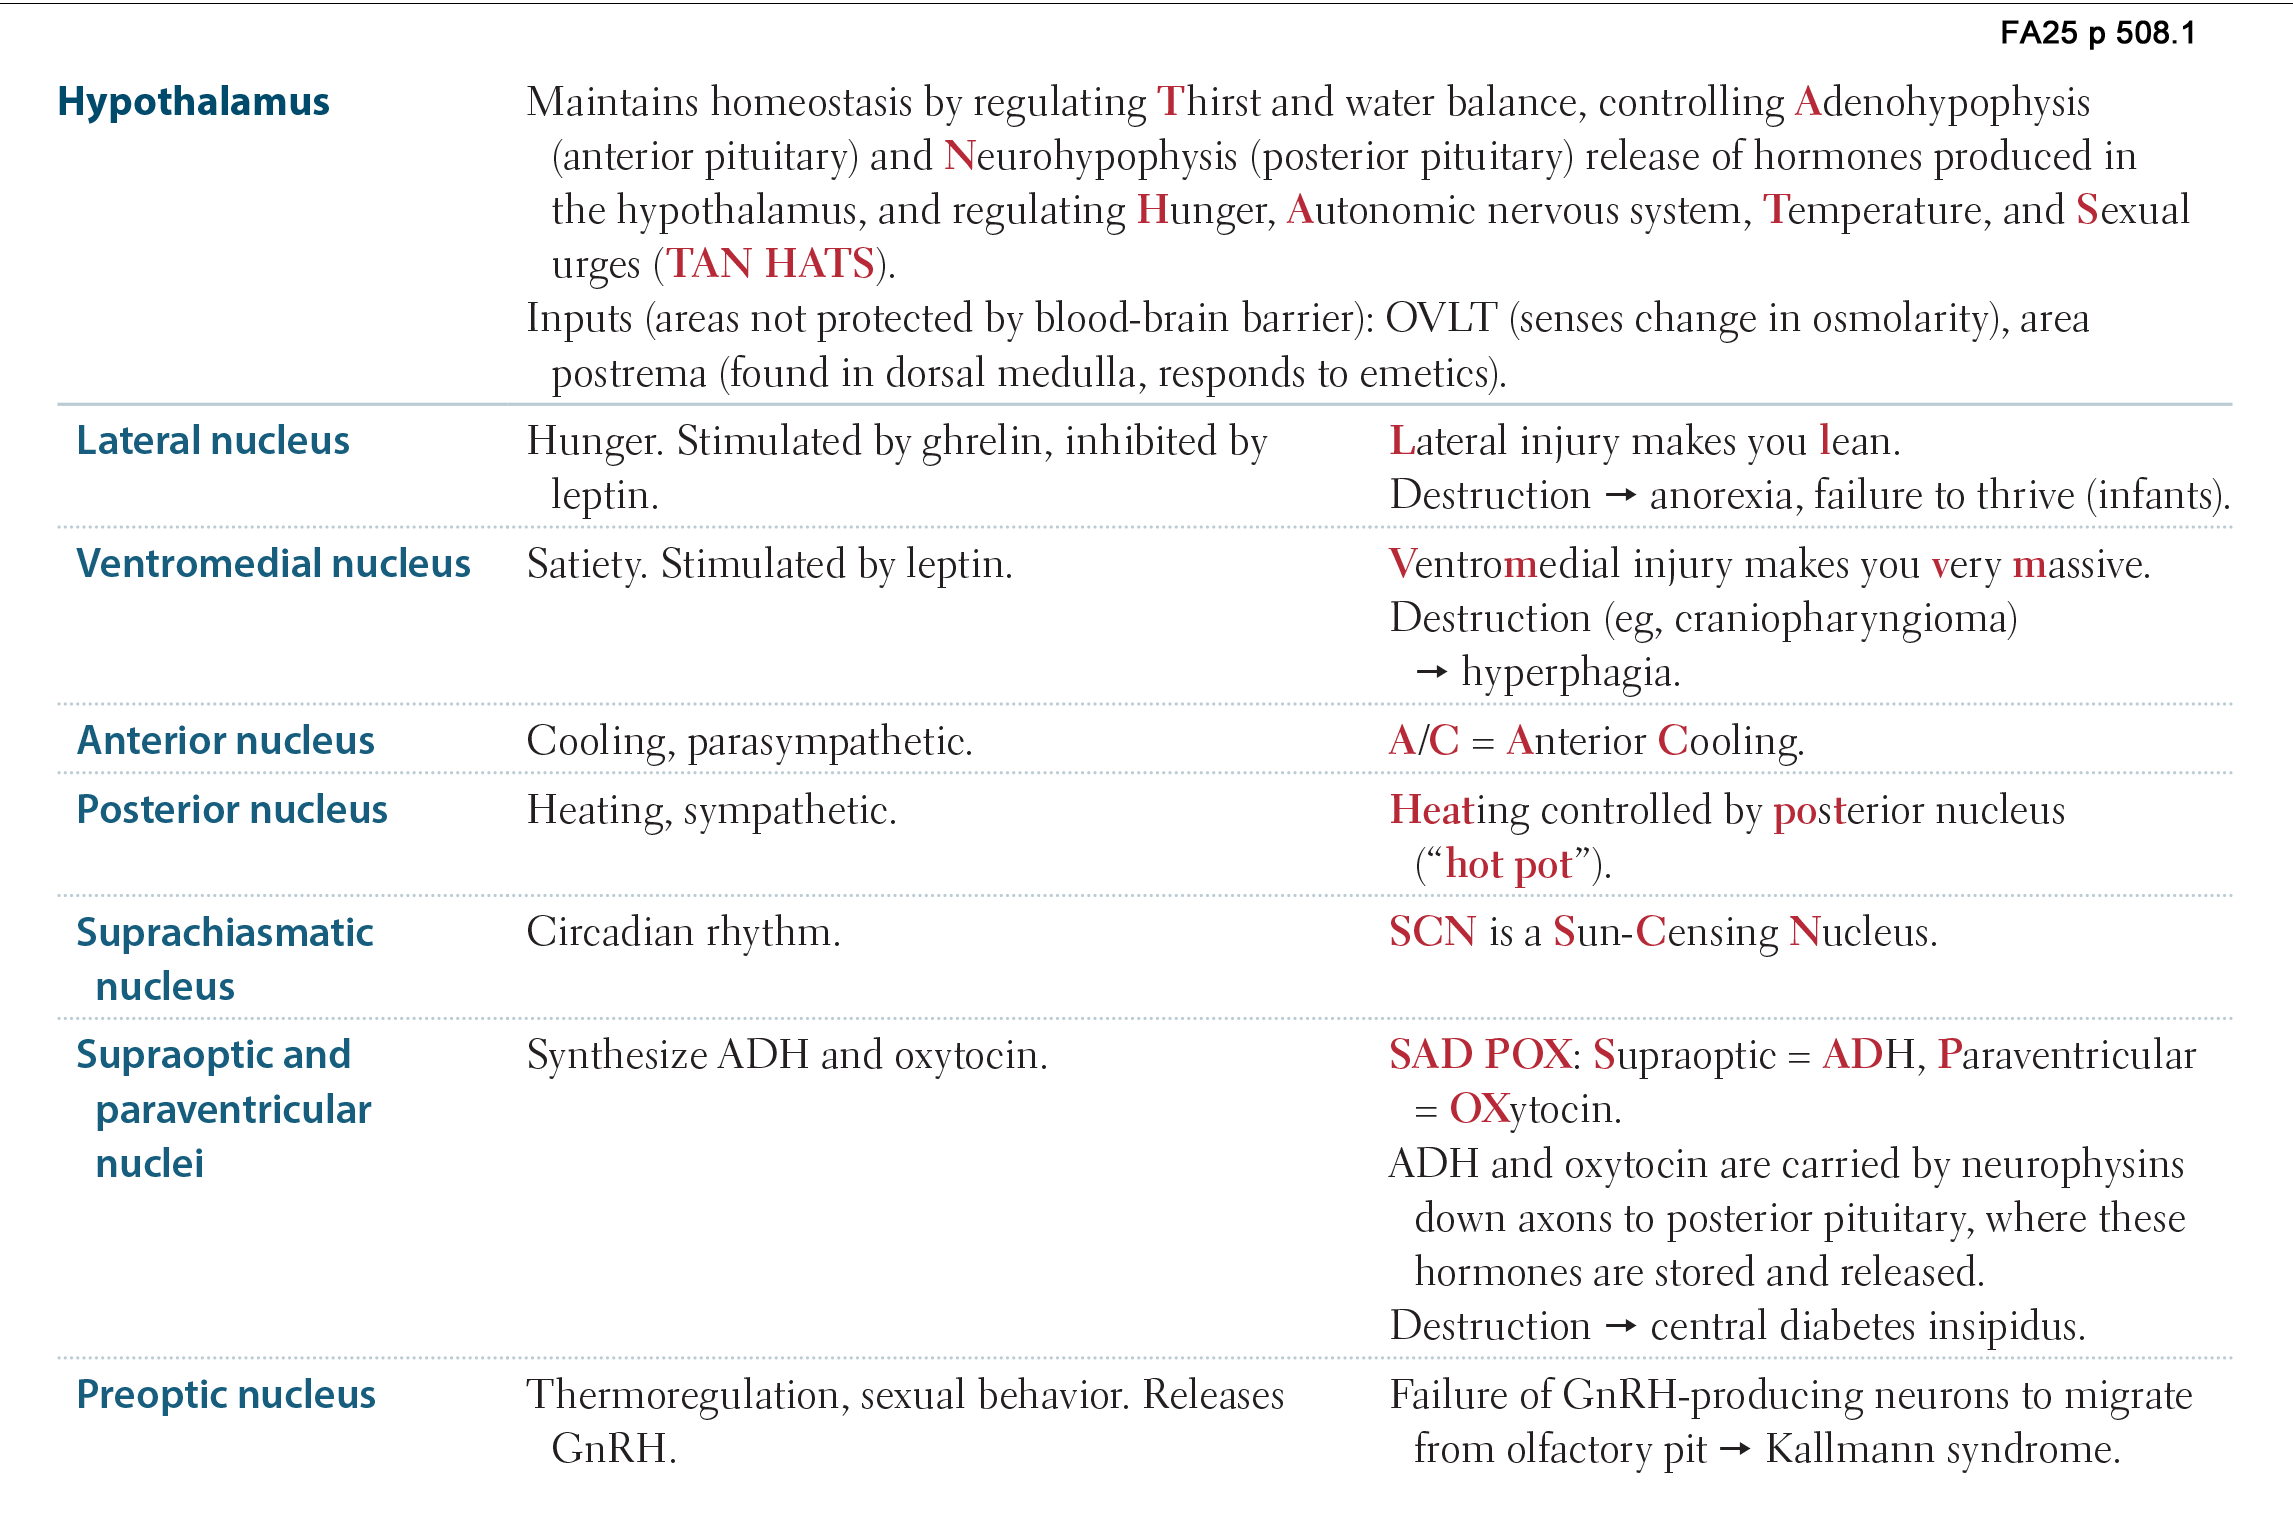 FA25 p 508.1
Hypothalamus
Maintains homeostasis by regulating Thirst and water balance, controlling Adenohypophysis
(anterior pituitary) and Neurohypophysis (posterior pituitary) release of hormones produced in
the hypothalamus, and regulating Hunger, Autonomic nervous system, Temperature, and Sexual
urges (TAN HATS).
Inputs (areas not protected by blood-brain barrier): OVLT (senses change in osmolarity), area
postrema (found in dorsal medulla, responds to emetics).
Lateral nucleus
Hunger. Stimulated by ghrelin, inhibited by
leptin.
Lateral injury makes you lean.
Destruction → anorexia, failure to thrive (infants).
Ventromedial nucleus
Satiety. Stimulated by leptin.
Ventromedial injury makes you very massive.
Destruction (eg, craniopharyngioma)
→ hyperphagia.
Anterior nucleus
Cooling, parasympathetic.
A/C = Anterior Cooling.
Posterior nucleus
Heating, sympathetic.
Heating controlled by posterior nucleus
(“hot pot”).
Suprachiasmatic
nucleus
Circadian rhythm.
SCN is a Sun-Censing Nucleus.
Supraoptic and
paraventricular
nuclei
Synthesize ADH and oxytocin.
SAD POX: Supraoptic = ADH, Paraventricular
= OXytocin.
ADH and oxytocin are carried by neurophysins
down axons to posterior pituitary, where these
hormones are stored and released.
Destruction → central diabetes insipidus.
Preoptic nucleus
Thermoregulation, sexual behavior. Releases
GnRH.
Failure of GnRH-producing neurons to migrate
from olfactory pit → Kallmann syndrome.